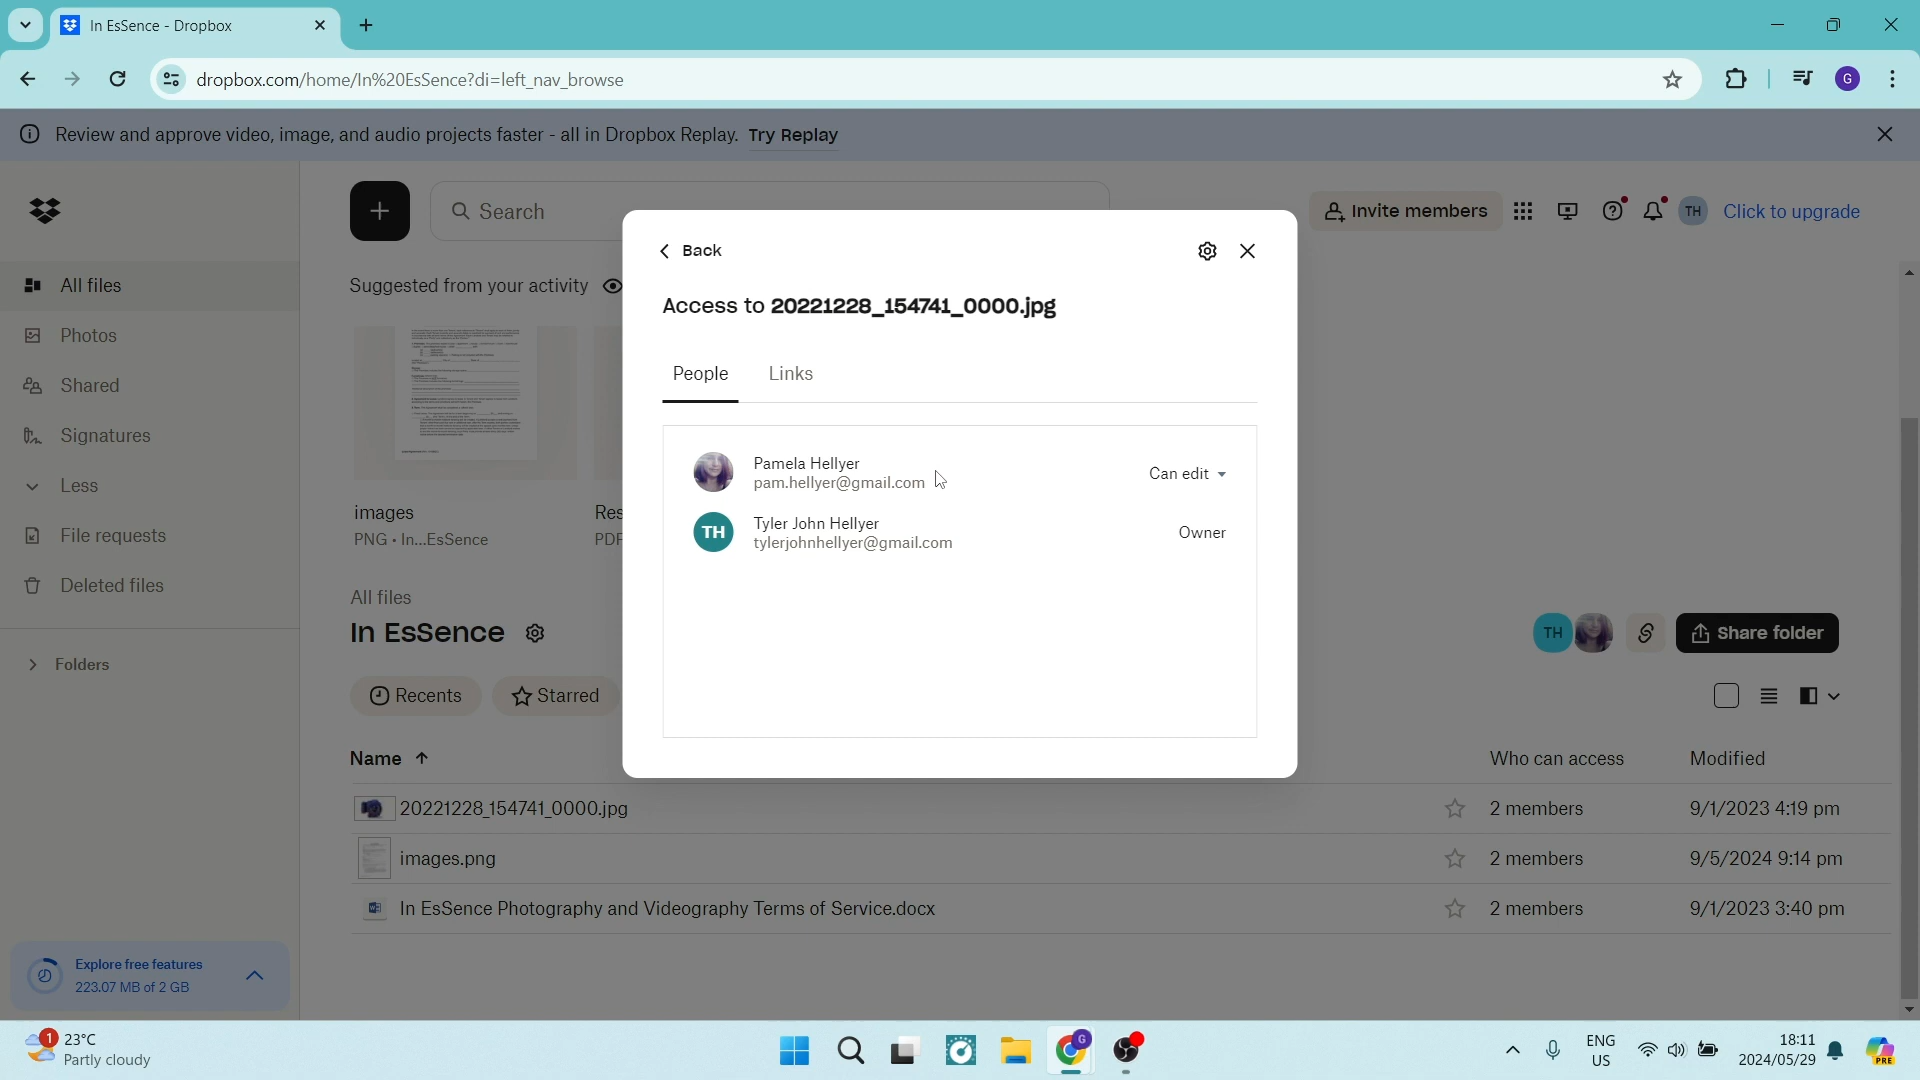 In EsSence - Dropbox
dropbox.com/home/In%20EsSence?di=left_nav_browse
G
Review and approve video, image, and audio projects faster - all in Dropbox Replay. Try Replay
Search
Invite members
TH
Click to upgrade
All files
Photos
Shared
Signatures
Less
File requests
Deleted files
Folders
Explore free features
223.07 MB of 2 GB
Suggested from your activity
images
PNG • In...EsSence
Res
PDF
Back
Access to 20221228_154741_0000.jpg
People Links
Pamela Hellyer
pam.hellyer@gmail.com
Can edit
TH
Tyler John Hellyer
tylerjohnhellyer@gmail.com
Owner
All files
In EsSence
TH
Share folder
Recents
Starred
Name Who can access Modified
20221228_154741_0000.jpg 2 members 9/1/2023 4:19 pm
images.png 2 members 9/5/2024 9:14 pm
In EsSence Photography and Videography Terms of Service.docx 2 members 9/1/2023 3:40 pm
1
23°C
Partly cloudy
G
ENG
US
18:11
2024/05/29
PRE